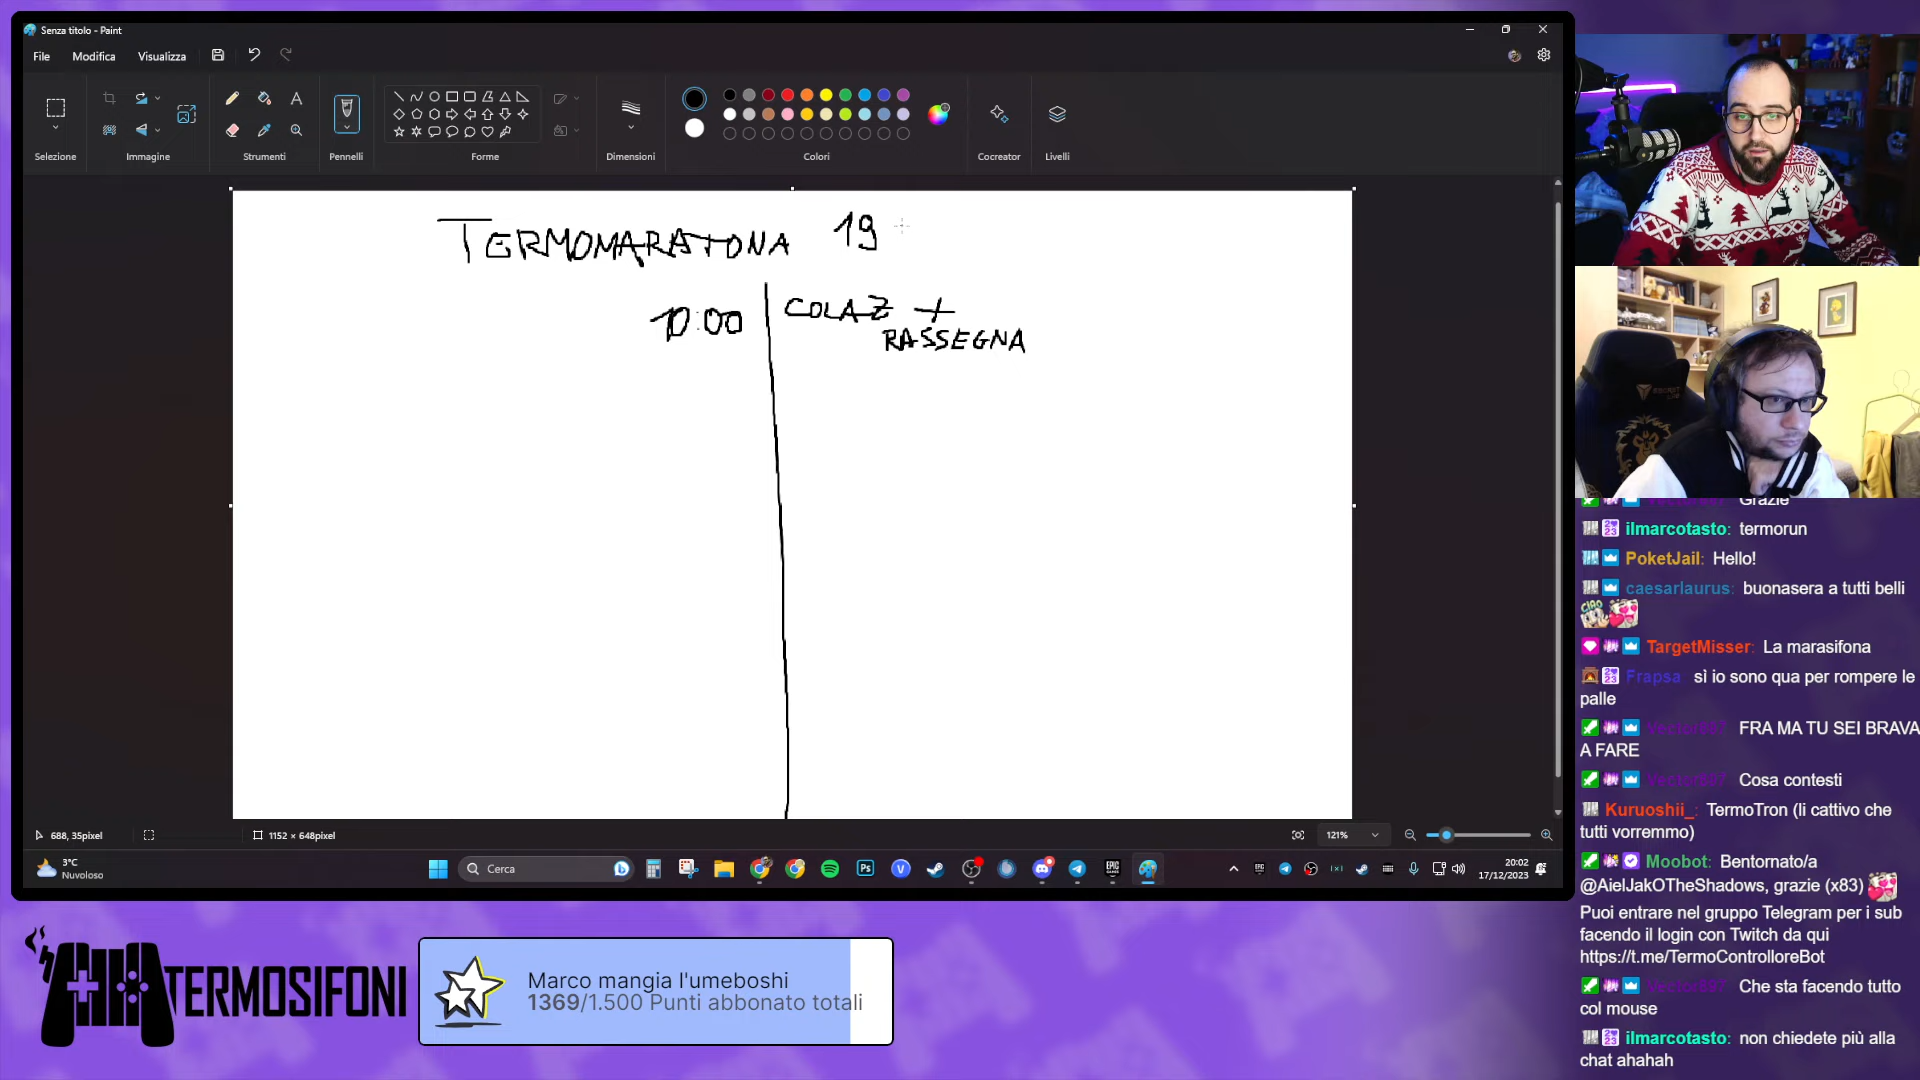 Senza titolo - Paint
File Modifica Visualizza
Selezione Immagine Strumenti Pennelli Forme Dimensioni Colori Cocreator Livelli
TERMOMARATONA 19
10:00 COLAZ +
RASSEGNA
688, 35pixel 1152 × 648pixel 121%
3°C
Nuvoloso
Cerca
20:02
17/12/2023
TERMOSIFONI
Marco mangia l'umeboshi
1369/1.500 Punti abbonato totali
Grazie
ilmarcotasto: termorun
PoketJail: Hello!
caesarlaurus: buonasera a tutti belli
CIAO
TargetMisser: La marasifona
Frapsa: sì io sono qua per rompere le
palle
Vector897 FRA MA TU SEI BRAVA
A FARE
Vector897 Cosa contesti
Kuruoshii_: TermoTron (li cattivo che
tutti vorremmo)
Moobot: Bentornato/a
@AielJakOTheShadows, grazie (x83)
Puoi entrare nel gruppo Telegram per i sub
facendo il login con Twitch da qui
https://t.me/TermoControlloreBot
Vector897 Che sta facendo tutto
col mouse
ilmarcotasto: non chiedete più alla
chat ahahah